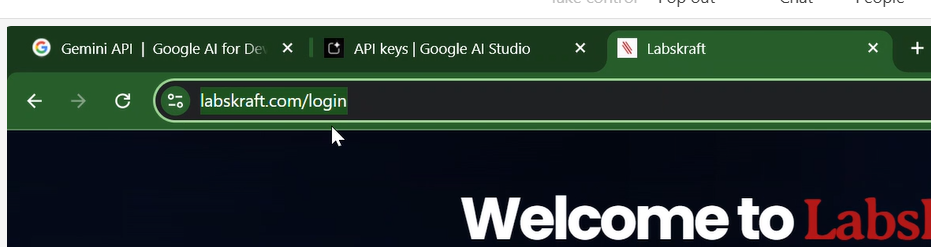 Take control Pop out Chat People
Gemini API | Google AI for Dev
API keys | Google AI Studio
Labskraft
labskraft.com/login
Welcome to Labsk